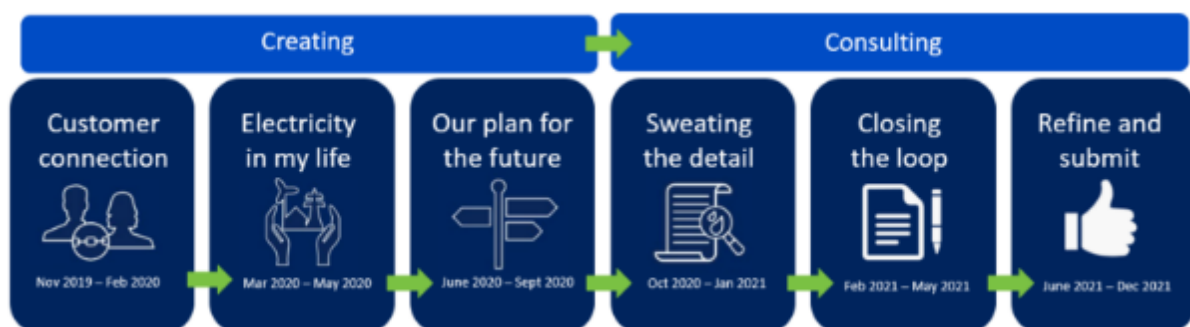 Creating
Consulting
Customer
connection
Nov 2019 – Feb 2020
Electricity
in my life
Mar 2020 – May 2020
Our plan for
the future
June 2020 – Sept 2020
Sweating
the detail
Oct 2020 – Jan 2021
Closing
the loop
Feb 2021 – May 2021
Refine and
submit
June 2021 – Dec 2021